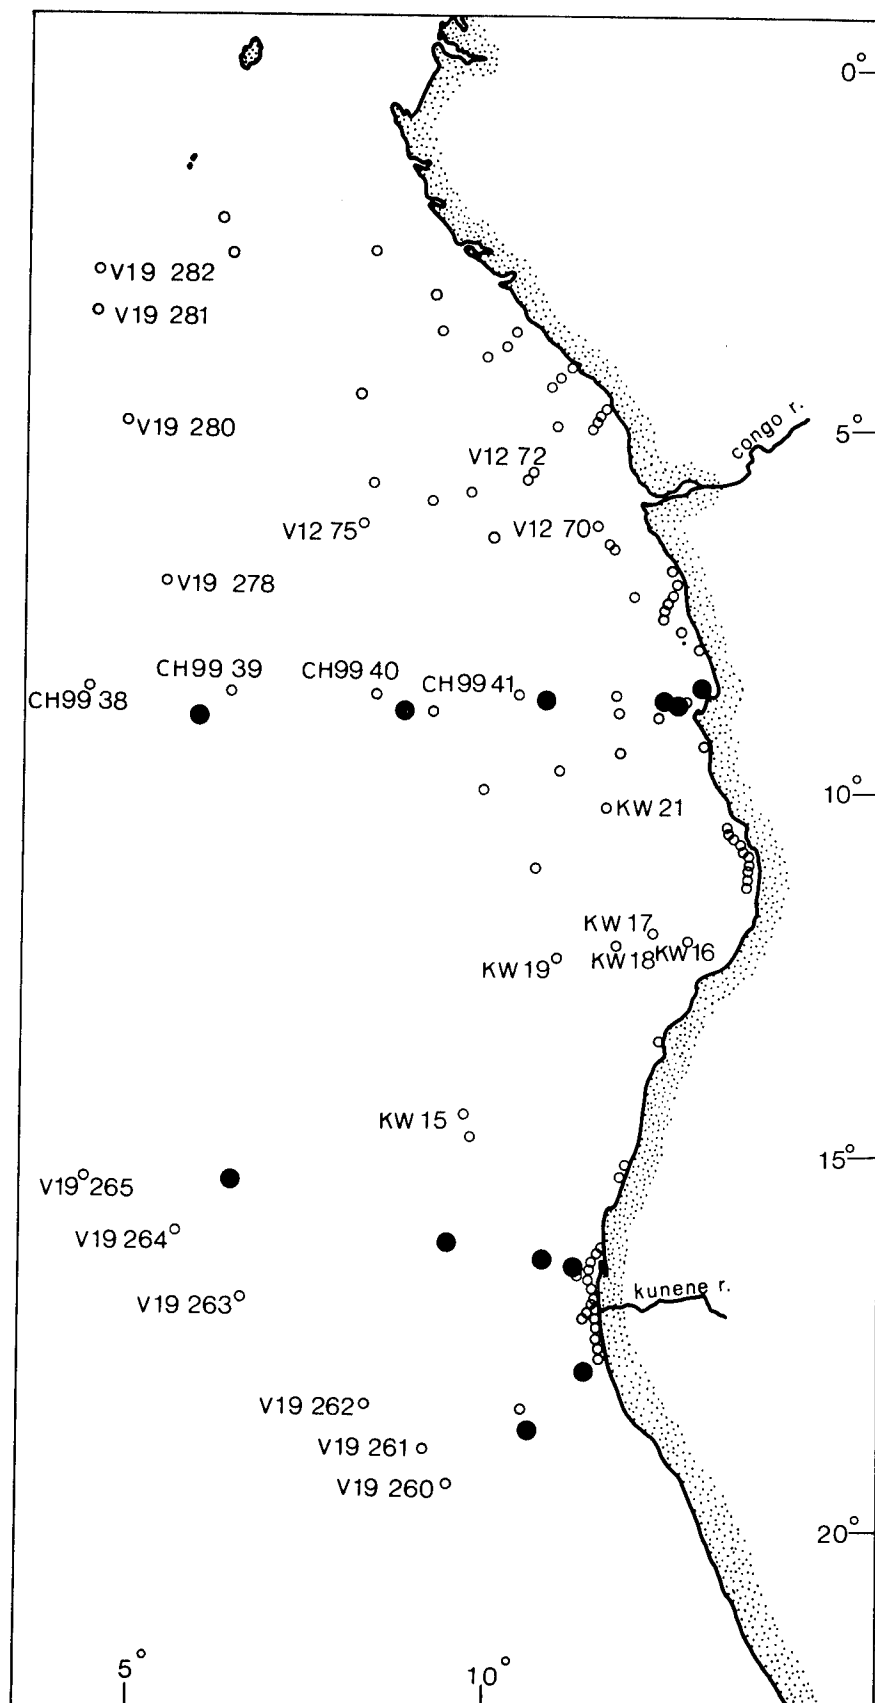 0°
V19 282
V19 281
V19 280
congo r.
5°
V12 72
V12 75
V12 70
V19 278
CH99 39
CH99 40
CH99 41
CH99 38
10°
KW 21
KW 17
KW 19
KW 18
KW 16
KW 15
15°
V19 265
V19 264
kunene r.
V19 263
V19 262
V19 261
V19 260
20°
5°
10°